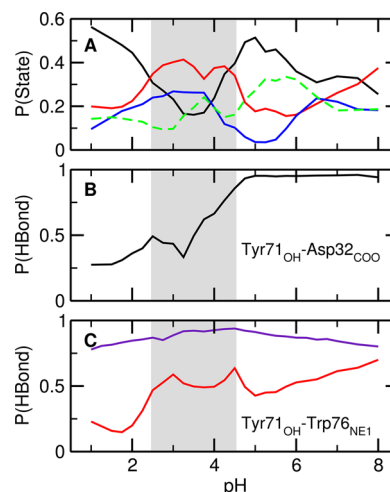 0.6
A
0.4
P(State)
0.2
0
1
B
P(HBond)
0.5
Tyr71OH-Asp32COO
0
1
C
P(HBond)
0.5
Tyr71OH-Trp76NE1
0
2 4 6 8
pH